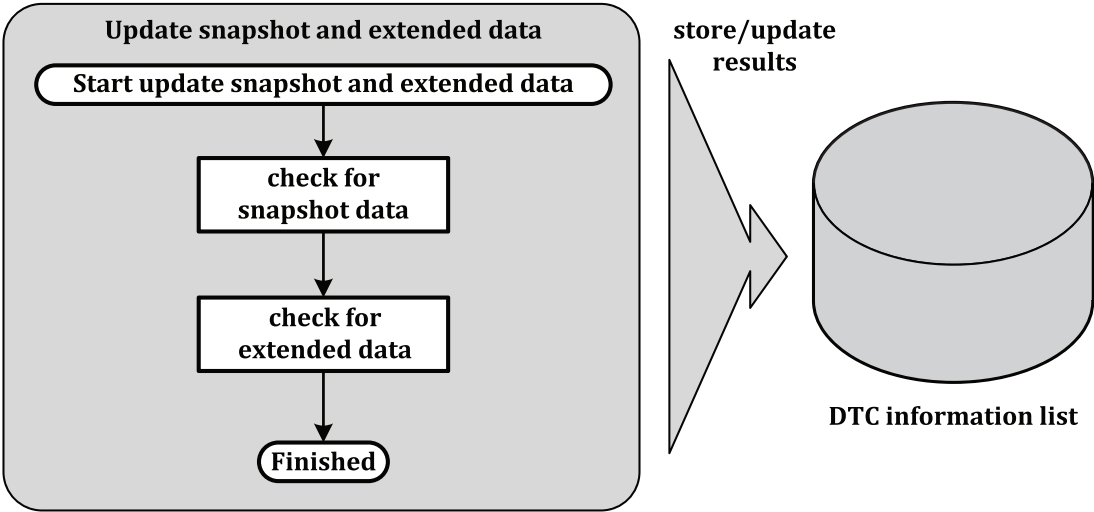 Update snapshot and extended data
Start update snapshot and extended data
check for
snapshot data
check for
extended data
Finished
store/update
results
DTC information list